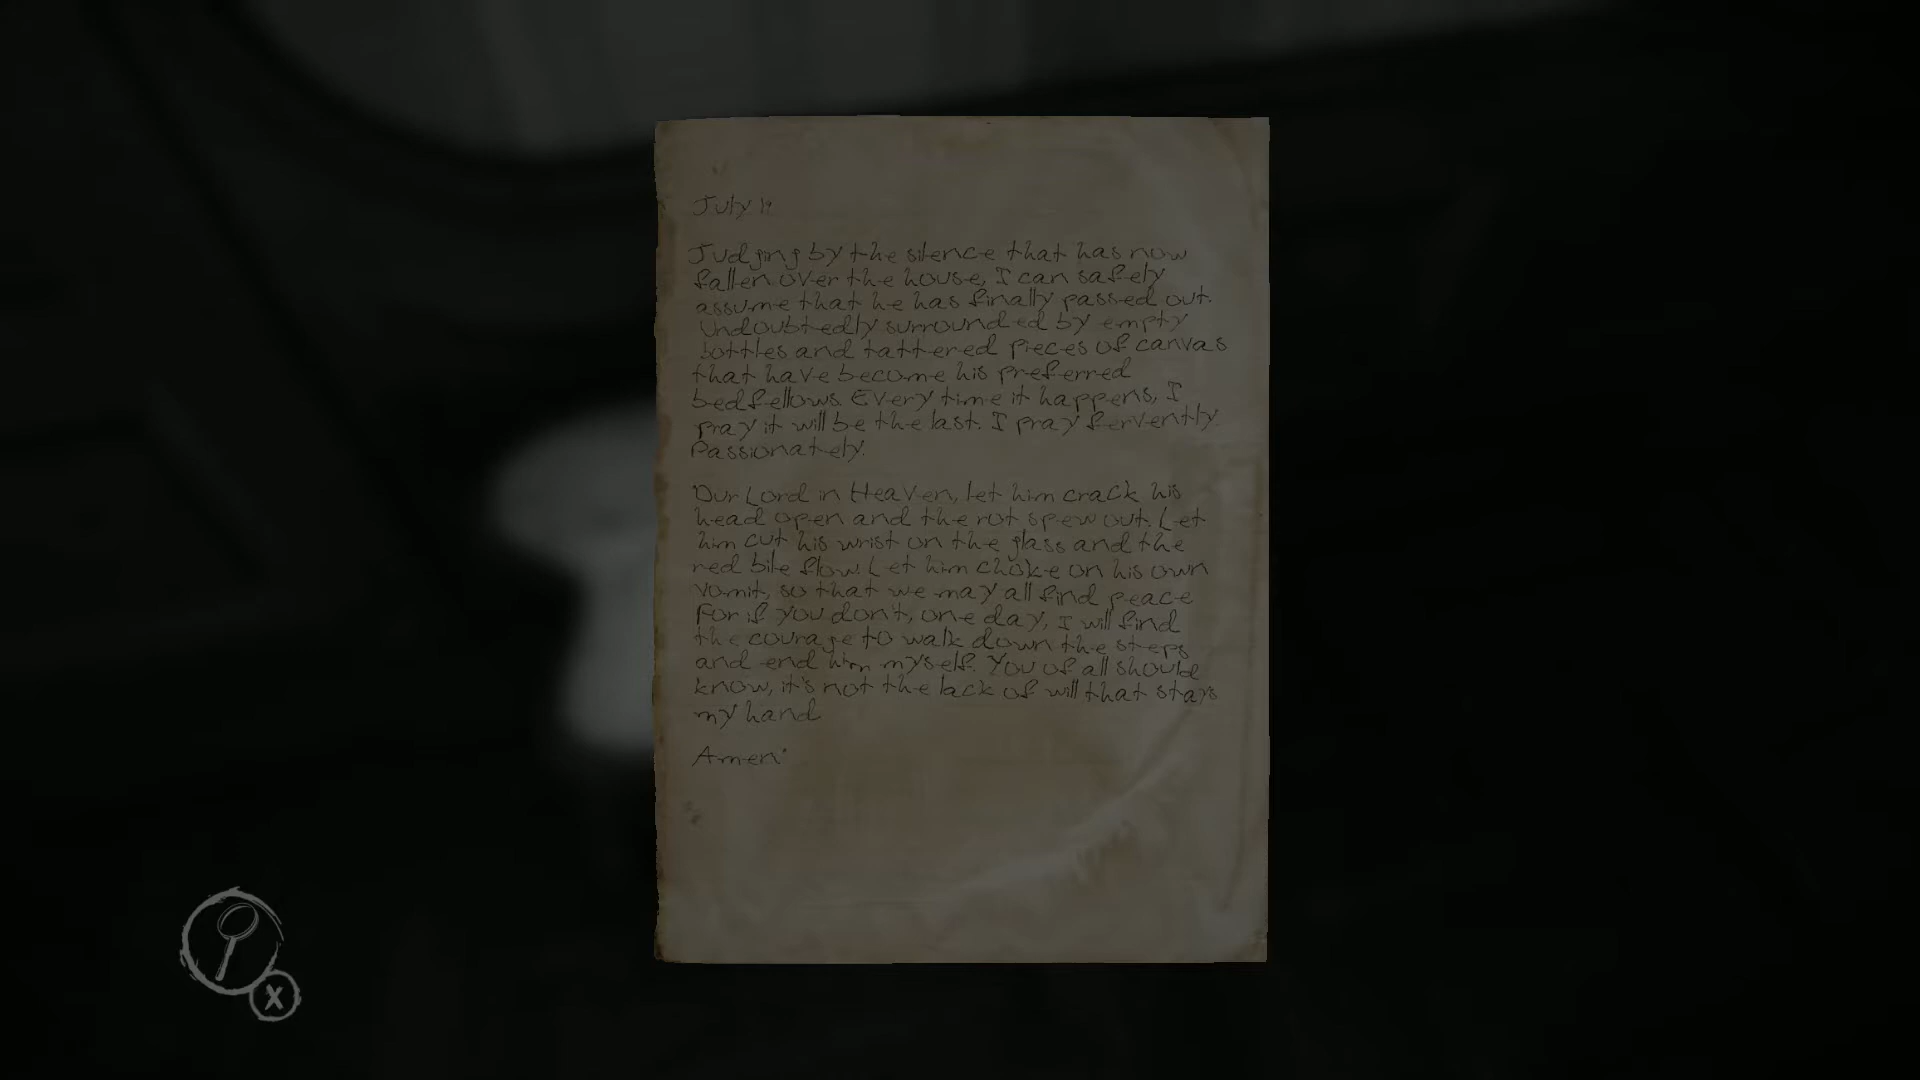 July 19
Judging by the silence that has now
fallen over the house, I can safely
assume that he has finally passed out.
Undoubtedly surrounded by empty
bottles and tattered pieces of canvas
that have become his preferred
bedfellows. Every time it happens, I
pray it will be the last. I pray fervently.
Passionately.
Our Lord in Heaven, let him crack his
head open and the rot spew out. Let
him cut his wrist on the glass and the
red bile flow. Let him choke on his own
vomit, so that we may all find peace
For if you don't, one day, I will find
the courage to walk down the steps
and end him myself. You of all should
know, it's not the lack of will that stays
my hand
Amen
X